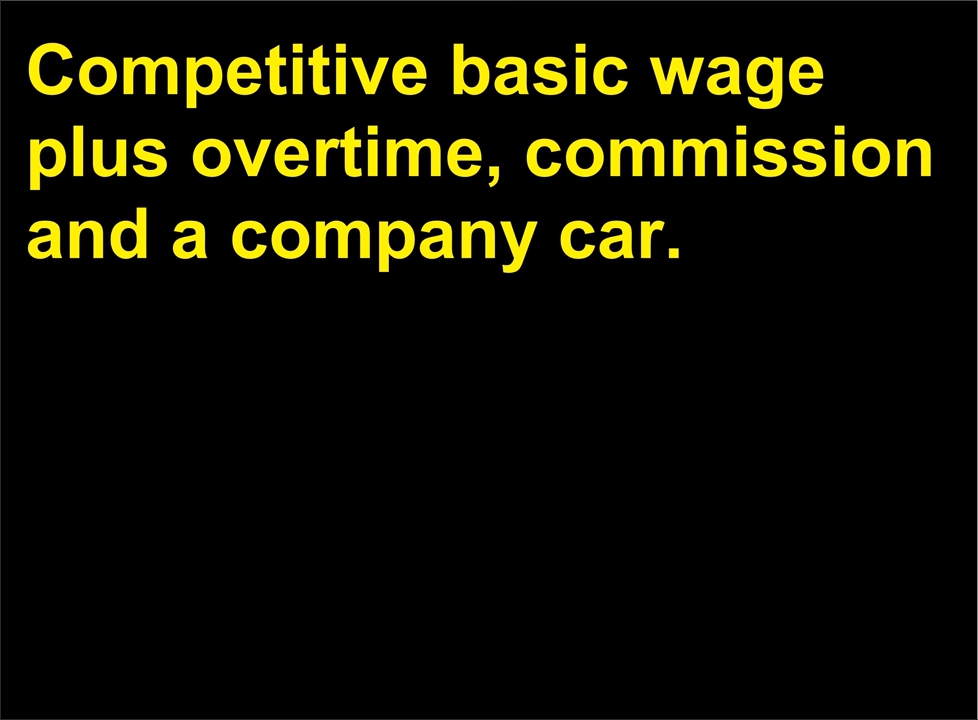 Competitive basic wage
plus overtime, commission
and a company car.